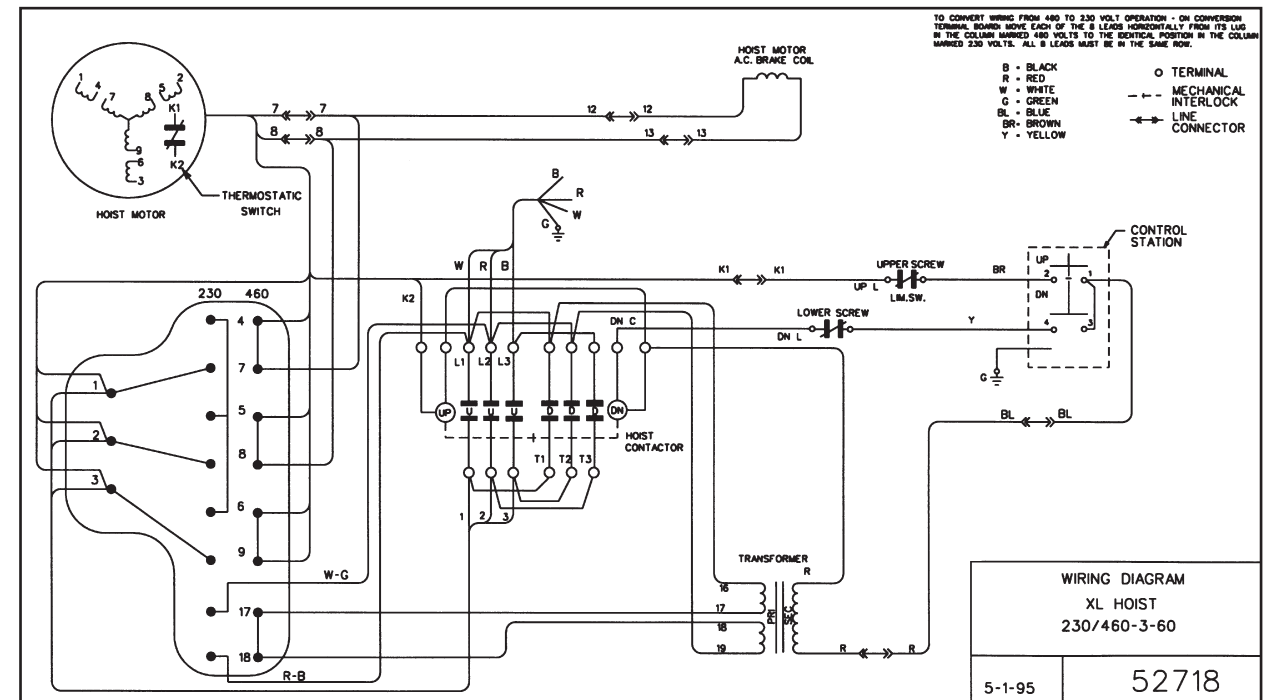 TO CONVERT WIRING FROM 460 TO 230 VOLT OPERATION - ON CONVERSION
TERMINAL BOARD: MOVE EACH OF THE 8 LEADS HORIZONTALLY FROM ITS LUG
IN THE COLUMN MARKED 460 VOLTS TO THE IDENTICAL POSITION IN THE COLUMN
MARKED 230 VOLTS. ALL 8 LEADS MUST BE IN THE SAME ROW.
B - BLACK
R - RED
W - WHITE
G - GREEN
BL - BLUE
BR- BROWN
Y - YELLOW
TERMINAL
MECHANICAL
INTERLOCK
LINE
CONNECTOR
HOIST MOTOR
A.C. BRAKE COIL
1
4
7
8
5
2
K1
9
6
3
K2
THERMOSTATIC
SWITCH
HOIST MOTOR
7
7
8
8
12
12
13
13
B
R
W
G
W
R
B
K1
K1
UPPER SCREW
UP L
LIM.SW.
BR
LOWER SCREW
DN L
Y
CONTROL
STATION
UP
2
1
DN
4
3
G
BL
BL
230
460
4
7
1
5
2
8
3
6
9
17
18
K2
DN C
L1
L2
L3
UP
U
U
U
D
D
D
DN
HOIST
CONTACTOR
T1
T2
T3
1
2
3
W-G
R-B
TRANSFORMER
R
16
17
18
19
PRI
SEC
R
R
WIRING DIAGRAM
XL HOIST
230/460-3-60
5-1-95
52718